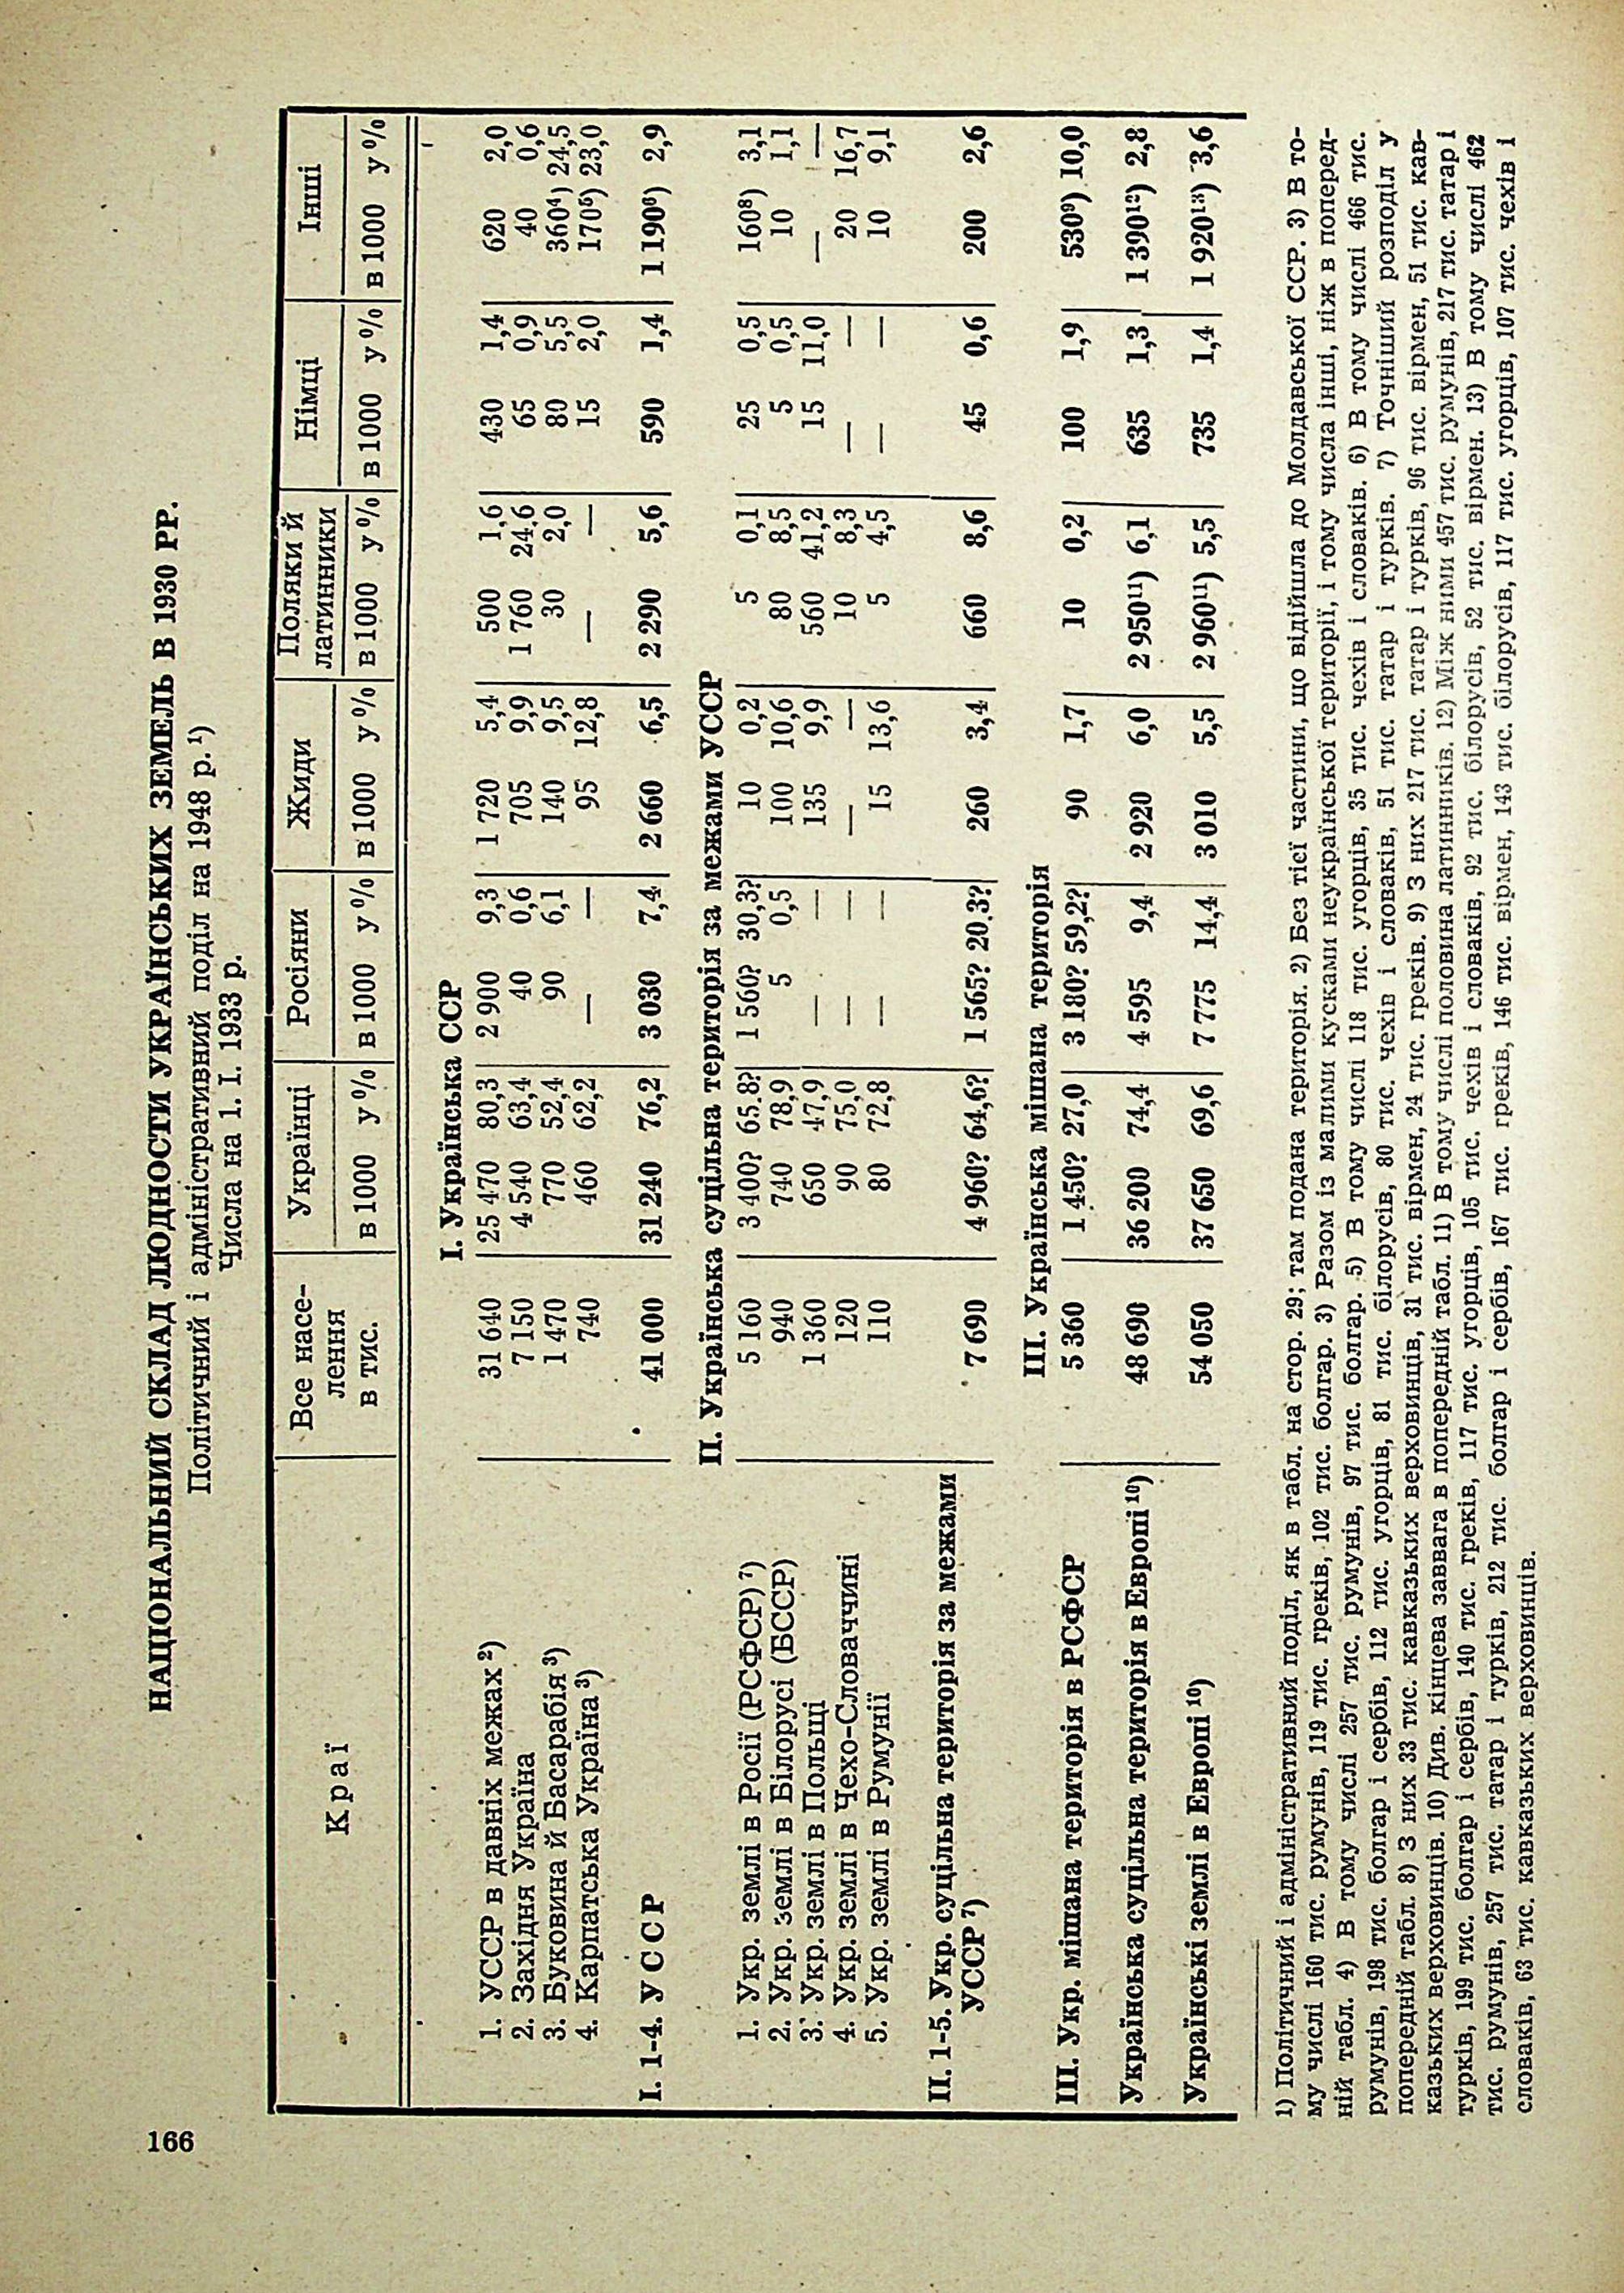 166
НАЦІОНАЛЬНИЙ СКЛАД ЛЮДНОСТИ УКРАЇНСЬКИХ ЗЕМЕЛЬ В 1930 РР.
Політичний і адміністративний поділ на 1948 р. ¹)
Числа на 1. I. 1933 р.
Краї | Все населення в тис. | Українці | Росіяни | Жиди | Поляки й латинники | Німці | Інші
в 1000 у % | в 1000 у % | в 1000 у % | в 1000 у % | в 1000 у % | в 1000 у %
I. Українська ССР
1. УССР в давніх межах ²) 31 640 25 470 80,3 2 900 9,3 1 720 5,4 500 1,6 430 1,4 620 2,0
2. Західня Україна 7 150 4 540 63,4 40 0,6 705 9,9 1 760 24,6 65 0,9 40 0,6
3. Буковина й Басарабія ³) 1 470 770 52,4 90 6,1 140 9,5 30 2,0 80 5,5 360⁴) 24,5
4. Карпатська Україна ³) 740 460 62,2 — — 95 12,8 — — 15 2,0 170⁵) 23,0
I. 1-4. УССР 41 000 31 240 76,2 3 030 7,4 2 660 6,5 2 290 5,6 590 1,4 1 190⁶) 2,9
II. Українська суцільна територія за межами УССР
1. Укр. землі в Росії (РСФСР) ⁷) 5 160 3 400? 65.8? 1 560? 30,3? 10 0,2 5 0,1 25 0,5 160⁸) 3,1
2. Укр. землі в Білорусі (БССР) 940 740 78,9 5 0,5 100 10,6 80 8,5 5 0,5 10 1,1
3. Укр. землі в Польщі 1 360 650 47,9 — — 135 9,9 560 41,2 15 11,0 — —
4. Укр. землі в Чехо-Словаччині 120 90 75,0 — — — — 10 8,3 — — 20 16,7
5. Укр. землі в Румунії 110 80 72,8 — — 15 13,6 5 4,5 — — 10 9,1
II. 1-5. Укр. суцільна територія за межами
УССР ⁷) 7 690 4 960? 64,6? 1 565? 20.3? 260 3,4 660 8,6 45 0,6 200 2,6
III. Українська мішана територія
III. Укр. мішана територія в РСФСР 5 360 1 450? 27,0 3 180? 59,2? 90 1,7 10 0,2 100 1,9 530⁹) 10,0
Українська суцільна територія в Европі ¹⁰) 48 690 36 200 74,4 4 595 9,4 2 920 6,0 2 950¹¹) 6,1 635 1,3 1 390¹²) 2,8
Українські землі в Европі ¹⁰) 54 050 37 650 69,6 7 775 14,4 3 010 5,5 2 960¹¹) 5,5 735 1,4 1 920¹³) 3,6
1) Політичний і адміністративний поділ, як в табл. на стор. 29; там подана територія. 2) Без тієї частини, що відійшла до Молдавської ССР. 3) В то-
му числі 160 тис. румунів, 119 тис. греків, 102 тис. болгар. 3) Разом із малими кусками неукраїнської території, і тому числа інші, ніж в поперед-
ній табл. 4) В тому числі 257 тис. румунів, 97 тис. болгар. 5) В тому числі 118 тис. угорців, 35 тис. чехів і словаків. 6) В тому числі 466 тис.
румунів, 198 тис. болгар і сербів, 112 тис. угорців, 81 тис. білорусів, 80 тис. чехів і словаків, 51 тис. татар і турків. 7) Точніший розподіл у
попередній табл. 8) З них 33 тис. кавказьких верховинців, 31 тис. вірмен, 24 тис. греків. 9) З них 217 тис. татар і турків, 96 тис. вірмен, 51 тис. кав-
казьких верховинців. 10) Див. кінцева заввага в попередній табл. 11) В тому числі половина латинників. 12) Між ними 457 тис. румунів, 217 тис. татар і
турків, 199 тис. болгар і сербів, 140 тис. греків, 117 тис. угорців, 105 тис. чехів і словаків, 92 тис. білорусів, 52 тис. вірмен. 13) В тому числі 462
тис. румунів, 257 тис. татар і турків, 212 тис. болгар і сербів, 167 тис. греків, 146 тис. вірмен, 143 тис. білорусів, 117 тис. угорців, 107 тис. чехів і
словаків, 63 тис. кавказьких верховинців.